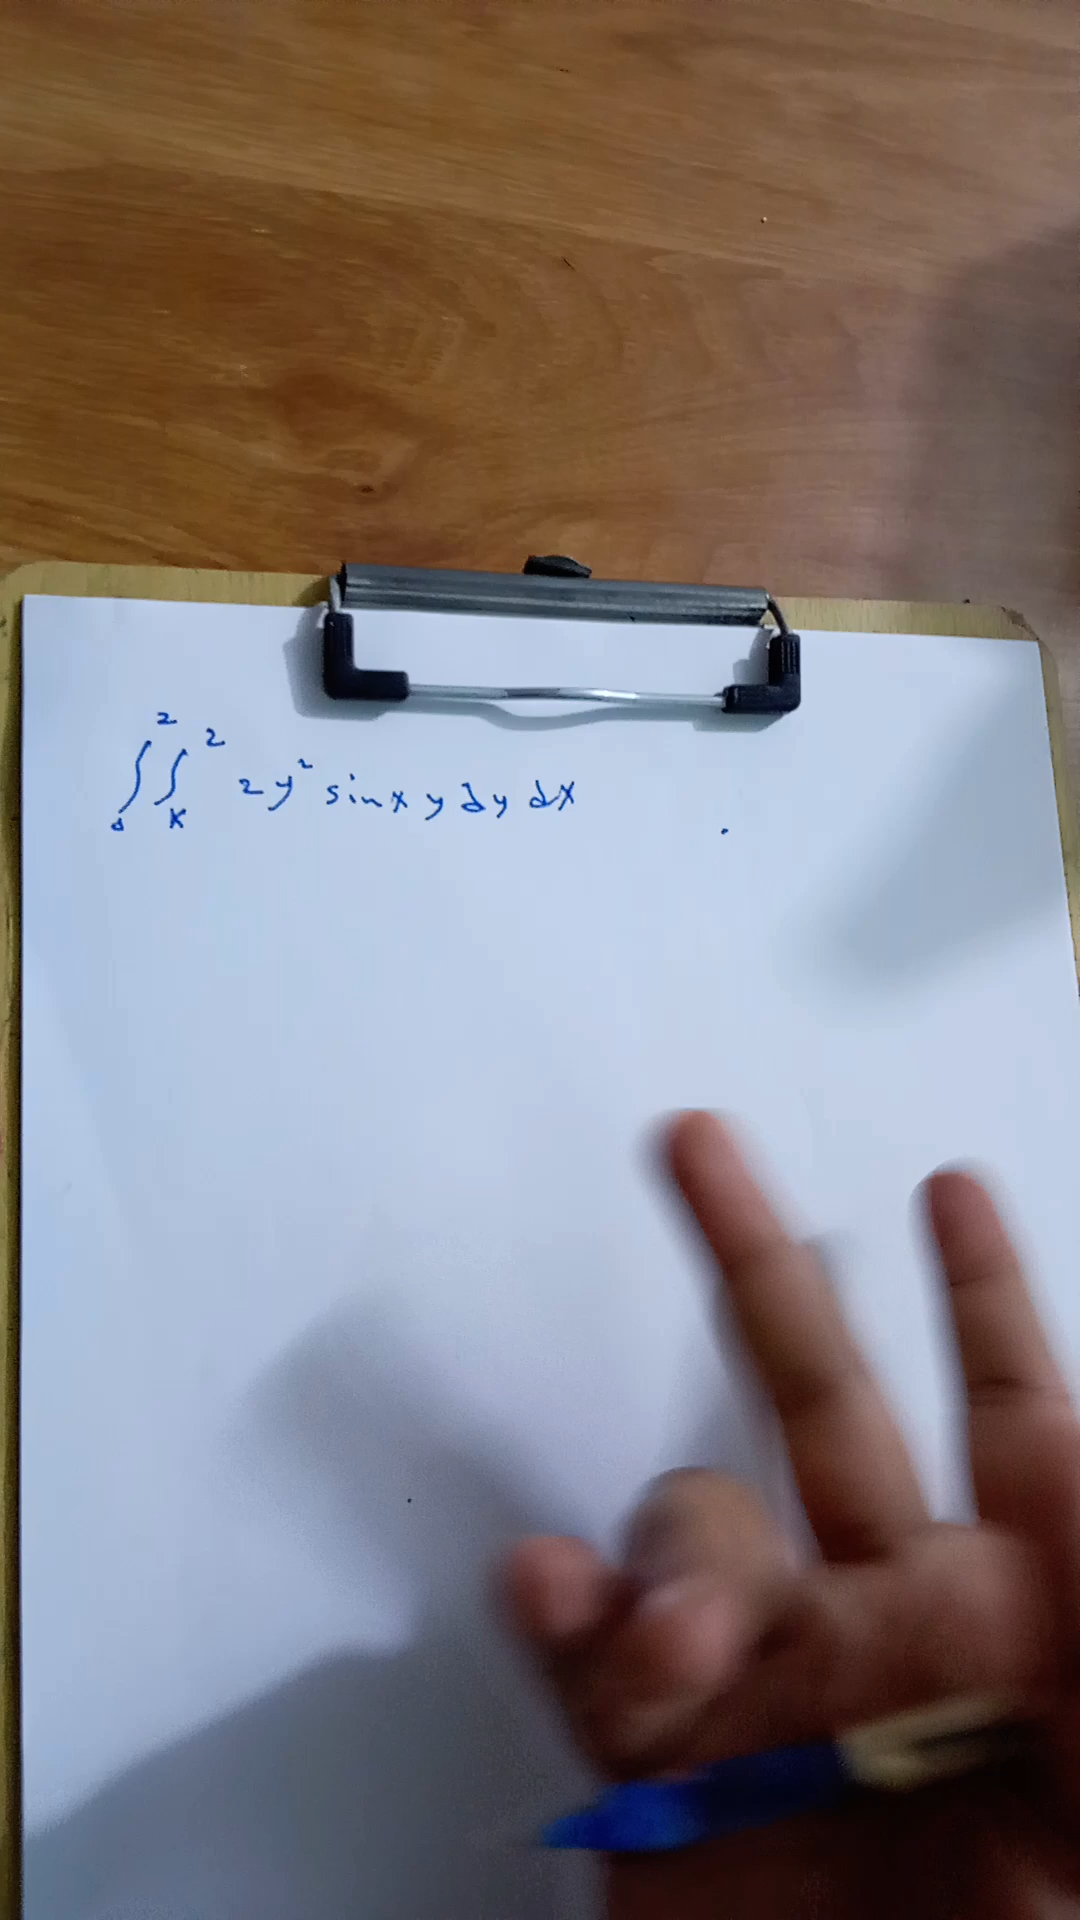 ∫₀² ∫ₓ² 2y² sin xy dy dx